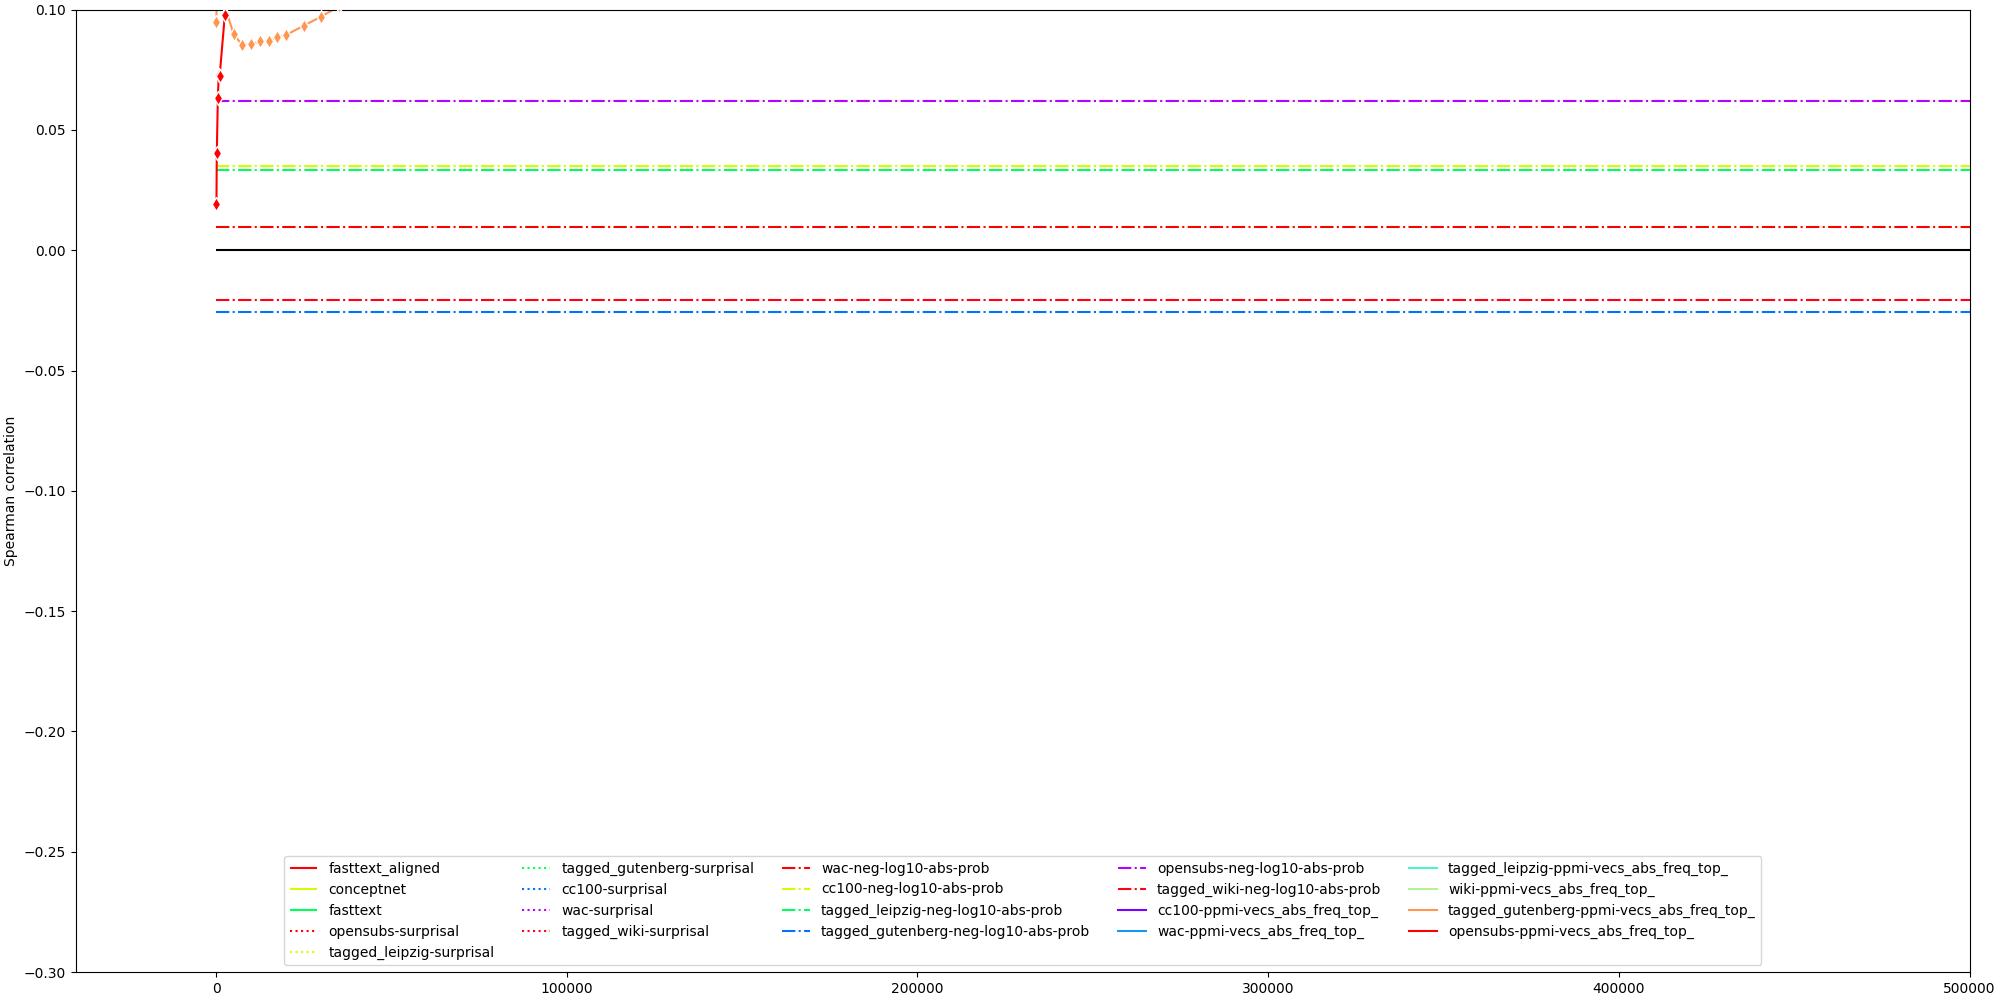 0.10
0.05
0.00
−0.05
−0.10
−0.15
−0.20
−0.25
−0.30
Spearman correlation
fasttext_aligned
conceptnet
fasttext
opensubs-surprisal
tagged_leipzig-surprisal
tagged_gutenberg-surprisal
cc100-surprisal
wac-surprisal
tagged_wiki-surprisal
wac-neg-log10-abs-prob
cc100-neg-log10-abs-prob
tagged_leipzig-neg-log10-abs-prob
tagged_gutenberg-neg-log10-abs-prob
opensubs-neg-log10-abs-prob
tagged_wiki-neg-log10-abs-prob
cc100-ppmi-vecs_abs_freq_top_
wac-ppmi-vecs_abs_freq_top_
tagged_leipzig-ppmi-vecs_abs_freq_top_
wiki-ppmi-vecs_abs_freq_top_
tagged_gutenberg-ppmi-vecs_abs_freq_top_
opensubs-ppmi-vecs_abs_freq_top_
0 100000 200000 300000 400000 500000